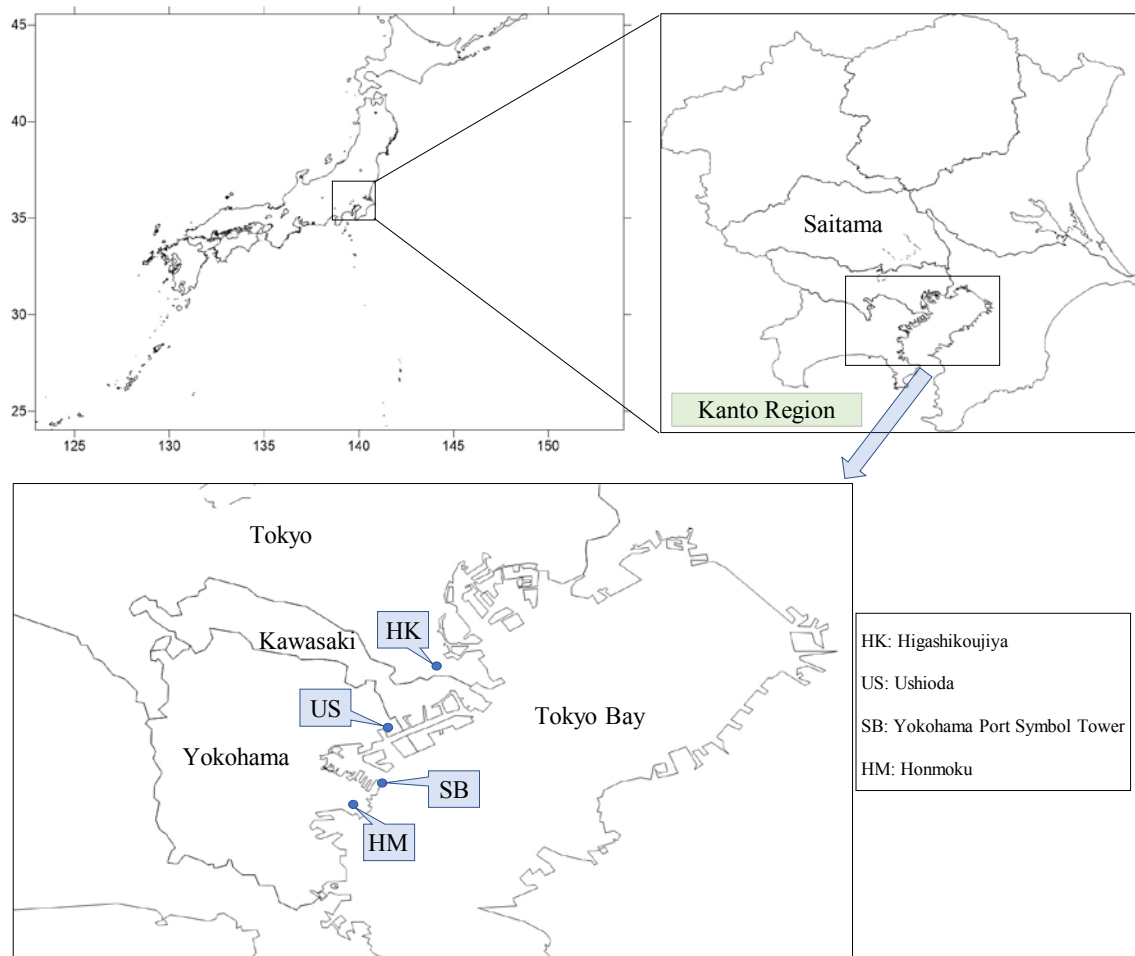 45
40
35
30
25
125
130
135
140
145
150
Saitama
Kanto Region
Tokyo
Kawasaki
HK
US
Tokyo Bay
Yokohama
SB
HM
HK: Higashikoujiya
US: Ushioda
SB: Yokohama Port Symbol Tower
HM: Honmoku